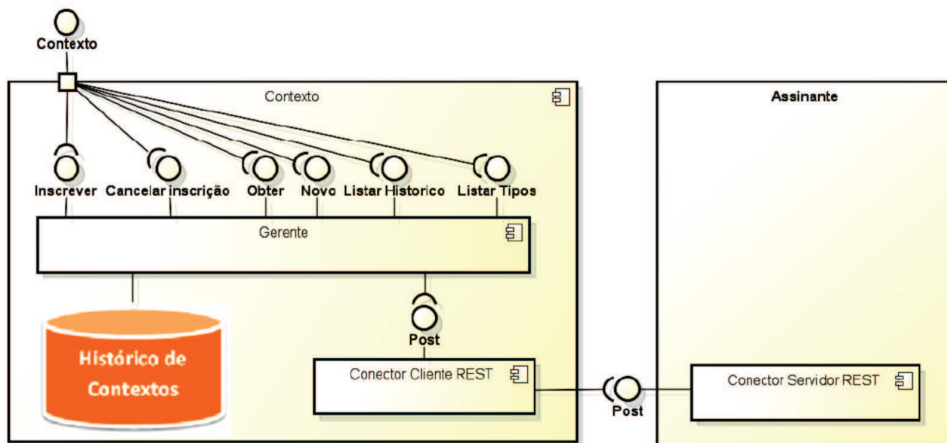 Contexto
Contexto
Assinante
Inscrever
Cancelar inscrição
Obter
Novo
Listar Historico
Listar Tipos
Gerente
Histórico de
Contextos
Post
Conector Cliente REST
Post
Conector Servidor REST